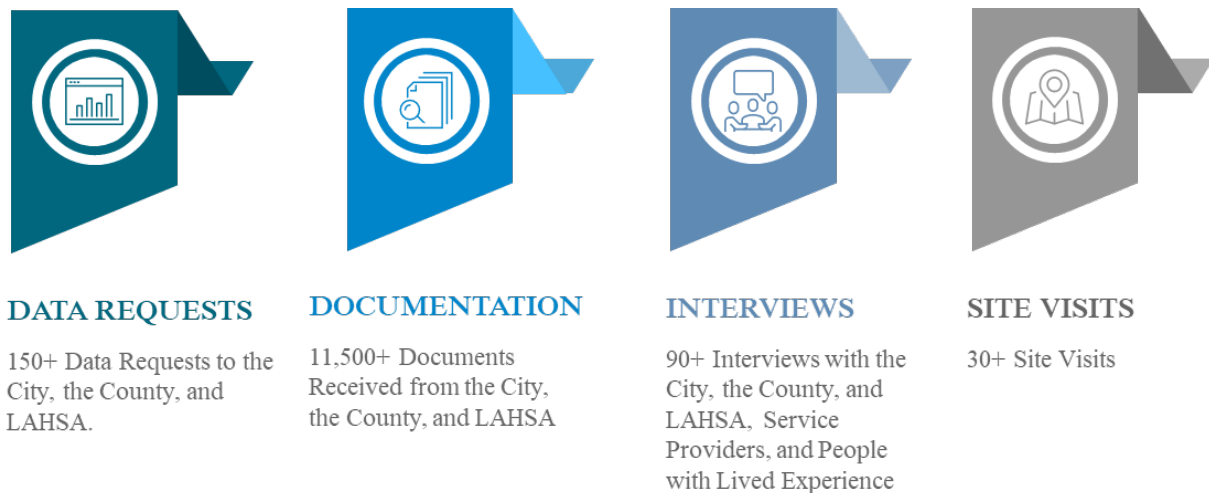 DATA REQUESTS
150+ Data Requests to the
City, the County, and
LAHSA.
DOCUMENTATION
11,500+ Documents
Received from the City,
the County, and LAHSA
INTERVIEWS
90+ Interviews with the
City, the County, and
LAHSA, Service
Providers, and People
with Lived Experience
SITE VISITS
30+ Site Visits